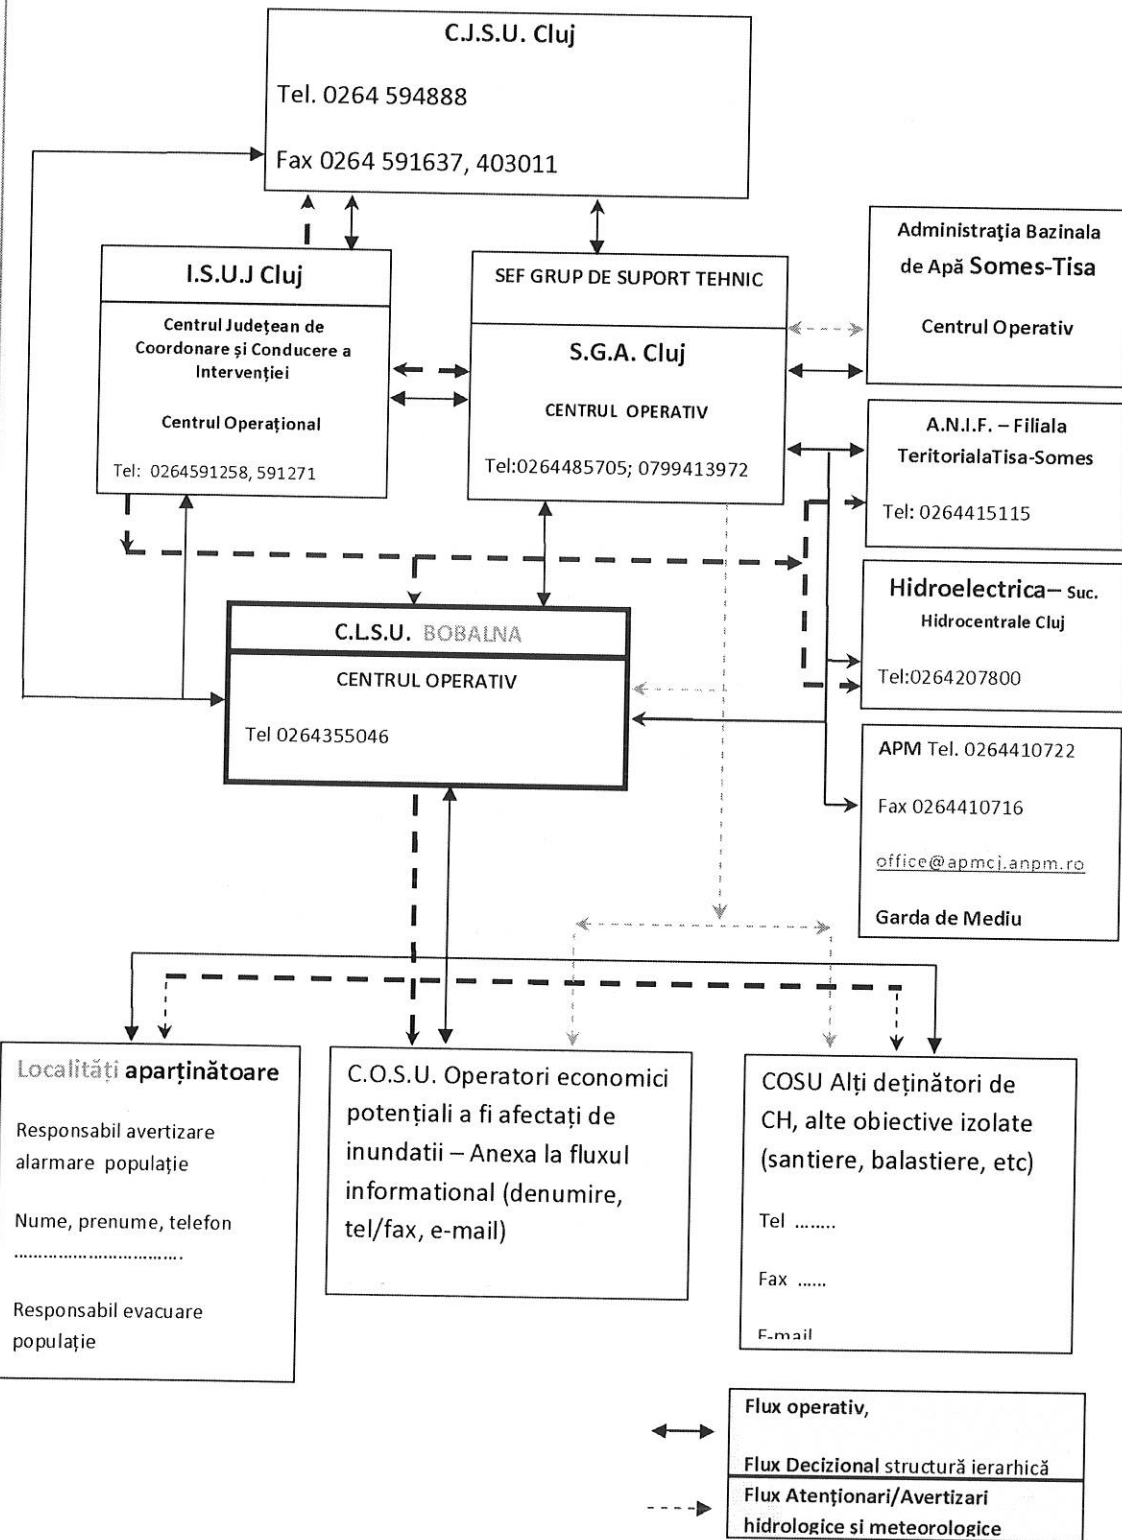 C.J.S.U. Cluj
Tel. 0264 594888
Fax 0264 591637, 403011
I.S.U.J Cluj
Centrul Județean de
Coordonare și Conducere a
Intervenției
Centrul Operațional
Tel:  0264591258, 591271
SEF GRUP DE SUPORT TEHNIC
S.G.A. Cluj
CENTRUL OPERATIV
Tel:0264485705; 0799413972
Administrația Bazinala
de Apă Somes-Tisa
Centrul Operativ
A.N.I.F. – Filiala
TeritorialaTisa-Somes
Tel: 0264415115
Hidroelectrica– Suc.
Hidrocentrale Cluj
Tel:0264207800
APM Tel. 0264410722
Fax 0264410716
office@apmcj.anpm.ro
Garda de Mediu
C.L.S.U. BOBALNA
CENTRUL OPERATIV
Tel 0264355046
Localități aparținătoare
Responsabil avertizare
alarmare populație
Nume, prenume, telefon
................................
Responsabil evacuare
populație
C.O.S.U. Operatori economici
potențiali a fi afectați de
inundatii – Anexa la fluxul
informational (denumire,
tel/fax, e-mail)
COSU Alți deținători de
CH, alte obiective izolate
(santiere, balastiere, etc)
Tel ........
Fax ......
E-mail
Flux operativ,
Flux Decizional structură ierarhică
Flux Atenționari/Avertizari
hidrologice si meteorologice